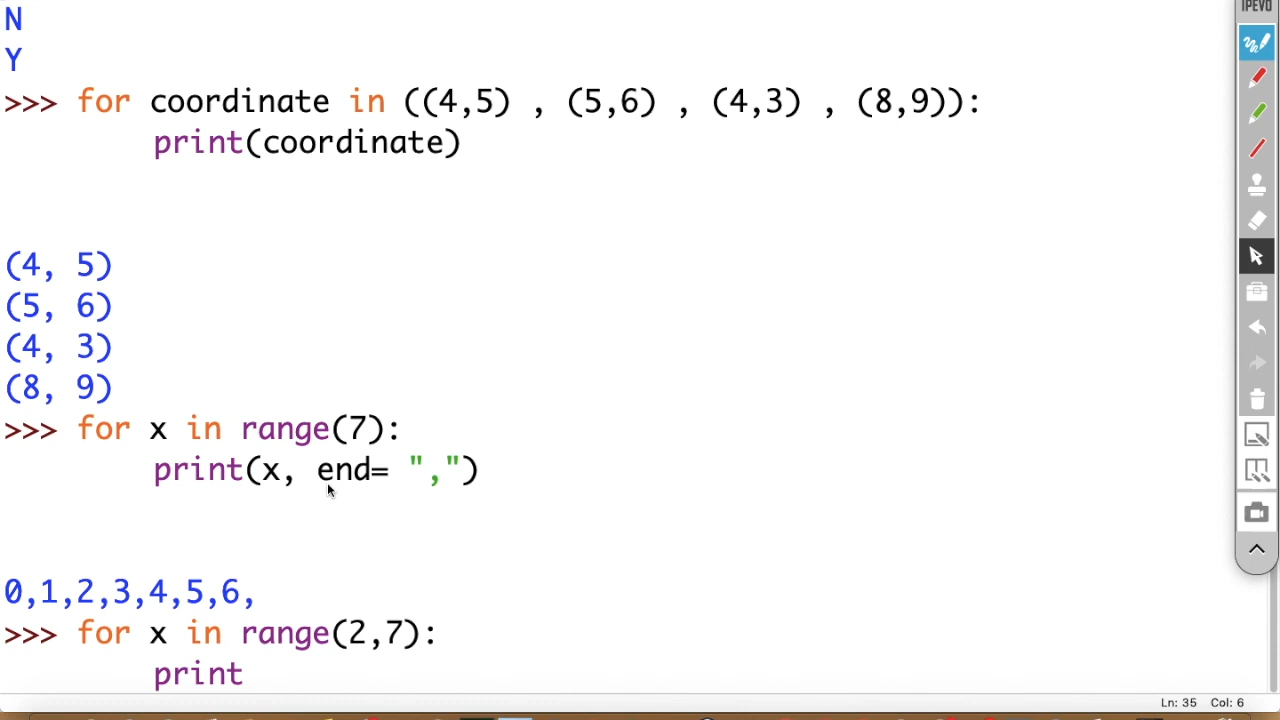 N
Y
>>> for coordinate in ((4,5) , (5,6) , (4,3) , (8,9)):
print(coordinate)
(4, 5)
(5, 6)
(4, 3)
(8, 9)
>>> for x in range(7):
print(x, end= ",")
0,1,2,3,4,5,6,
>>> for x in range(2,7):
print
Ln: 35 Col: 6
IPEVO